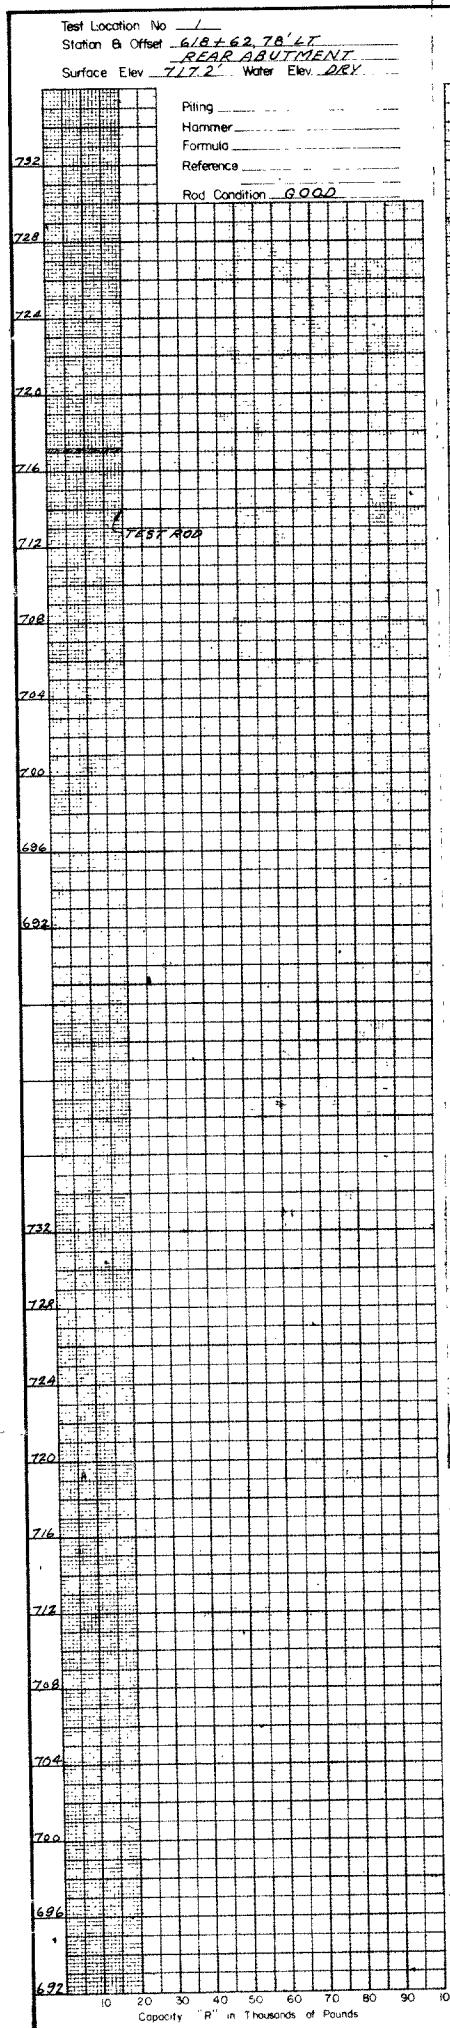 Test Location No 1
Station & Offset 618+62, 78' LT
REAR ABUTMENT
Surface Elev 717.2' Water Elev. DRY
Piling
Hammer
Formula
Reference
Rod Condition GOOD
732
728
724
720
716
TEST ROD
712
708
704
700
696
692
732
728
724
720
716
712
708
704
700
696
692
10 20 30 40 50 60 70 80 90 10
Capacity "R" in Thousands of Pounds